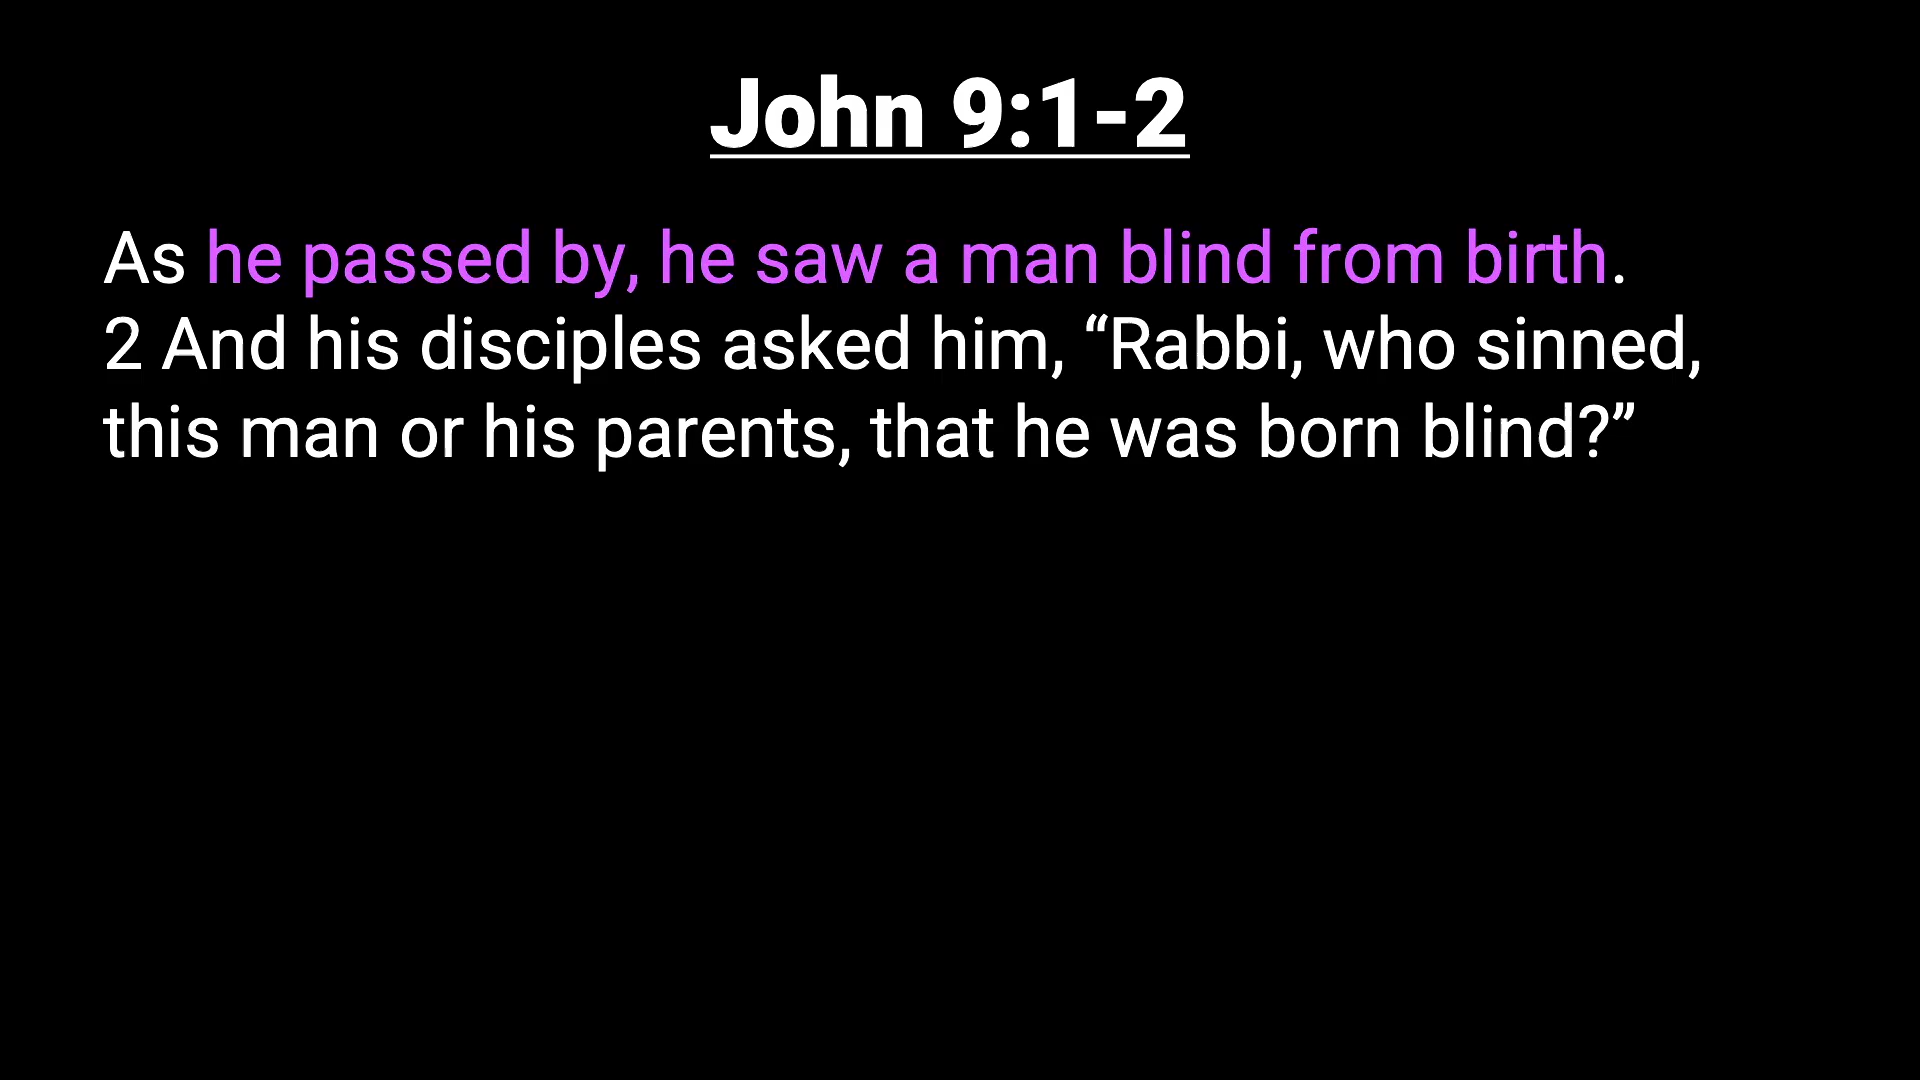 John 9:1-2
As he passed by, he saw a man blind from birth.
2 And his disciples asked him, “Rabbi, who sinned,
this man or his parents, that he was born blind?”